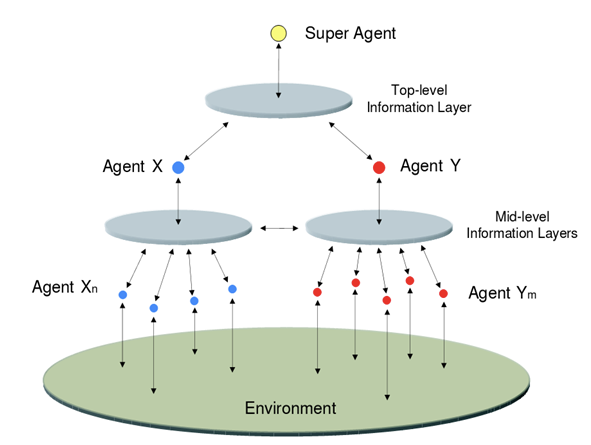 Super Agent
Top-level
Information Layer
Agent X
Agent Y
Mid-level
Information Layers
Agent Xn
Agent Ym
Environment